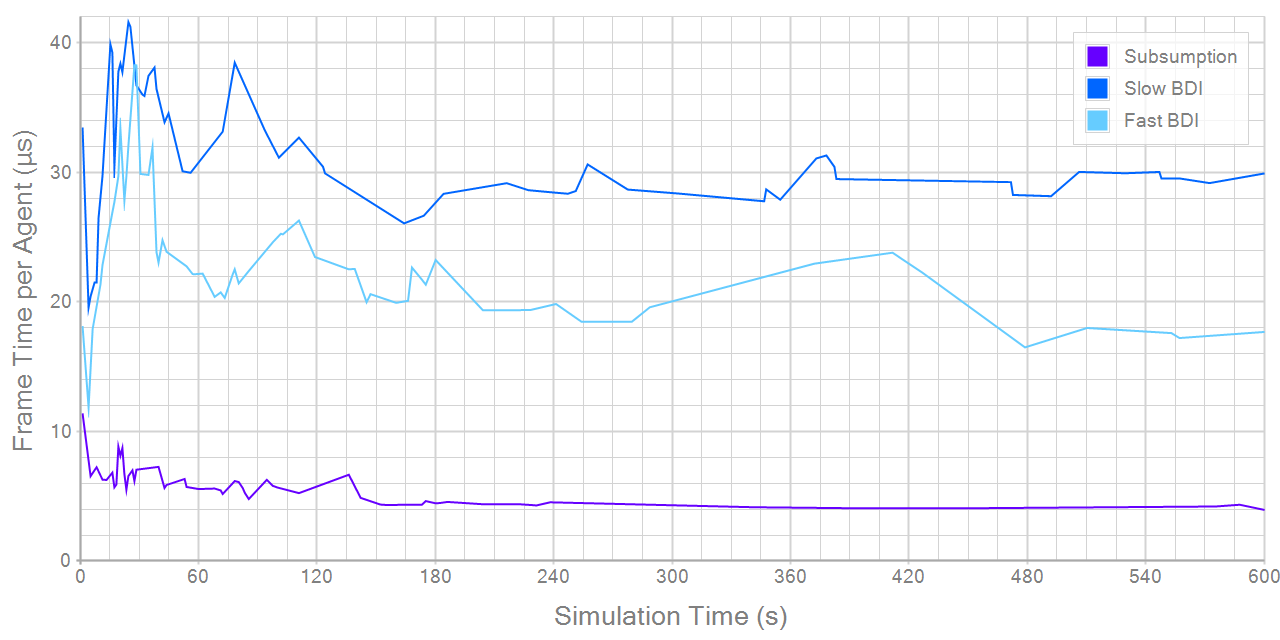 Frame Time per Agent (µs)
40
30
20
10
0
Subsumption
Slow BDI
Fast BDI
0 60 120 180 240 300 360 420 480 540 600
Simulation Time (s)